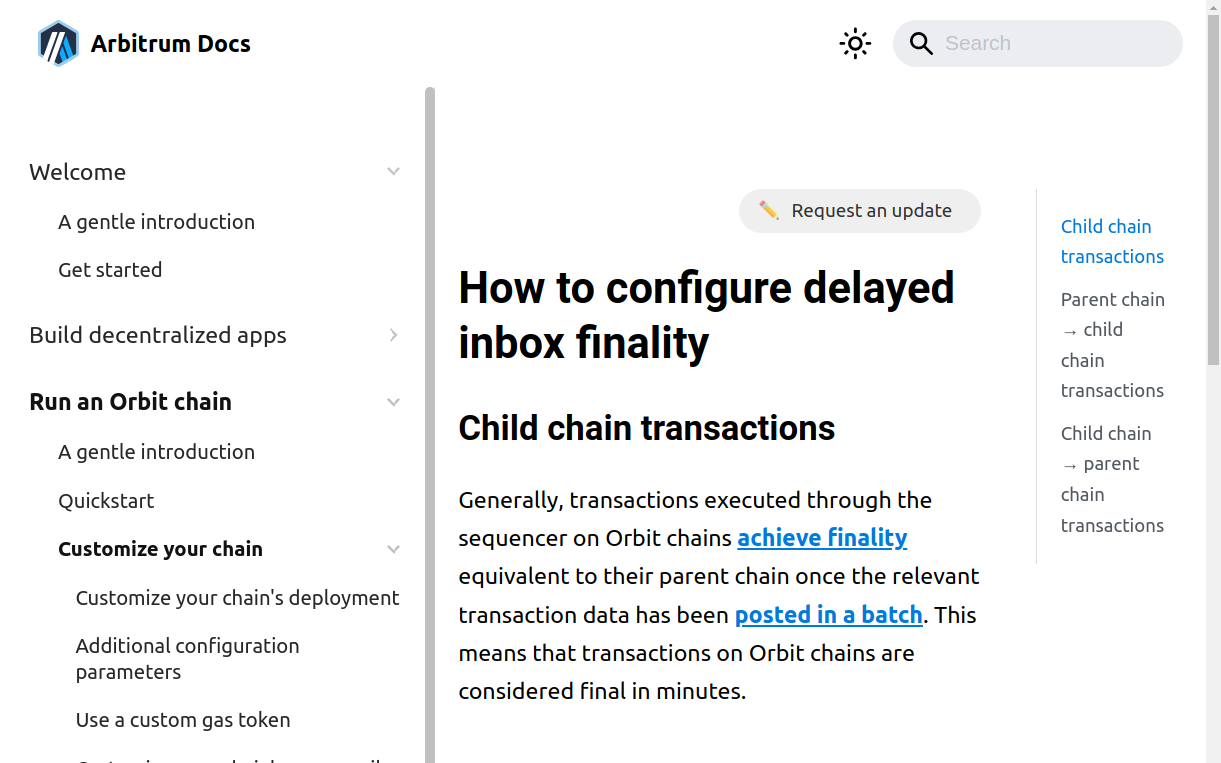 Arbitrum Docs
Search
Welcome
A gentle introduction
Get started
Build decentralized apps
Run an Orbit chain
A gentle introduction
Quickstart
Customize your chain
Customize your chain's deployment
Additional configuration
parameters
Use a custom gas token
Request an update
How to configure delayed
inbox finality
Child chain transactions
Generally, transactions executed through the
sequencer on Orbit chains achieve finality
equivalent to their parent chain once the relevant
transaction data has been posted in a batch. This
means that transactions on Orbit chains are
considered final in minutes.
Child chain
transactions
Parent chain
→ child
chain
transactions
Child chain
→ parent
chain
transactions